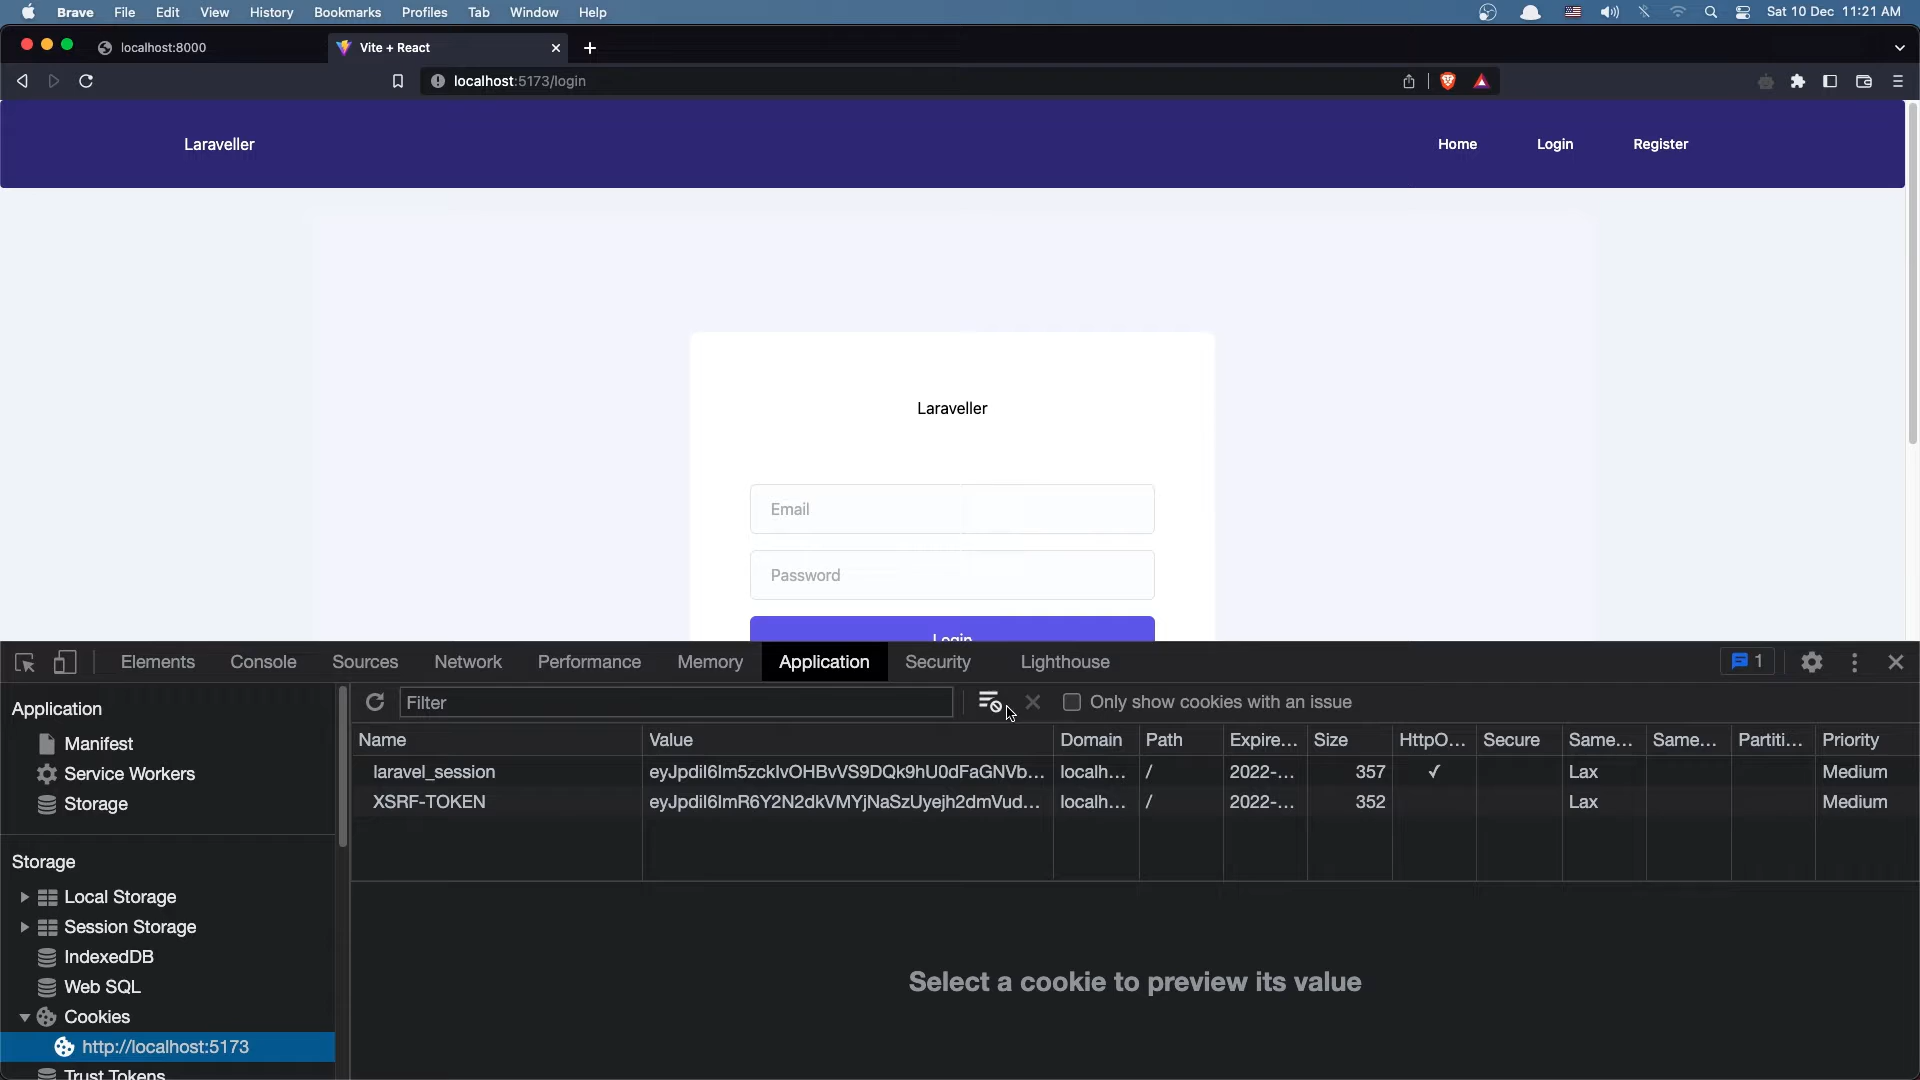 Brave File Edit View History Bookmarks Profiles Tab Window Help Sat 10 Dec 11:21 AM
localhost:8000 Vite + React
localhost:5173/login
Laraveller Home Login Register
Laraveller
Email
Password
Login
Elements Console Sources Network Performance Memory Application Security Lighthouse 1
Application Filter Only show cookies with an issue
Name Value Domain Path Expire... Size HttpO... Secure Same... Same... Partiti... Priority
Manifest
laravel_session localh... / 2022-... 357 ✓ Lax Medium
Service Workers
XSRF-TOKEN localh... / 2022-... 352 Lax Medium
Storage
Storage
Local Storage
Session Storage
IndexedDB
Web SQL
Select a cookie to preview its value
Cookies
http://localhost:5173
Trust Tokens